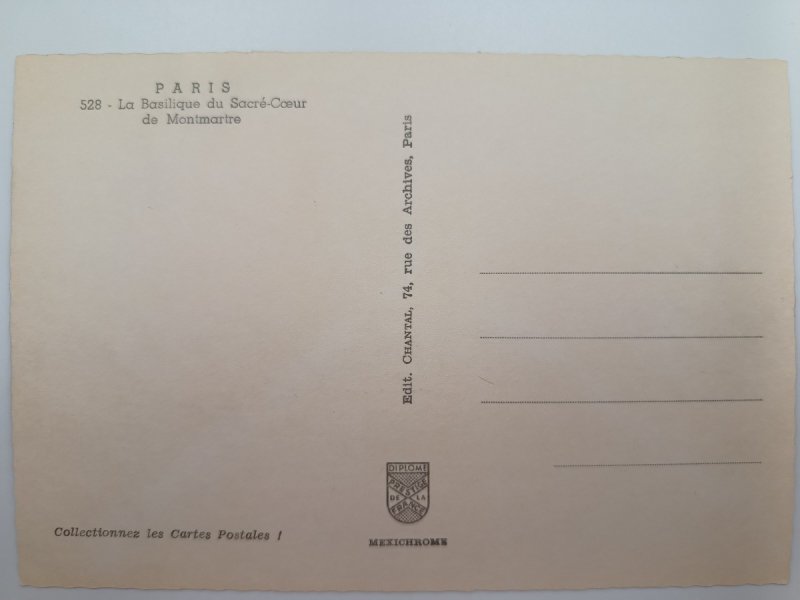 PARIS
528 - La Basilique du Sacré-Cœur
de Montmartre
Edit. CHANTAL, 74, rue des Archives, Paris
DIPLOME
PRESTIGE
DE LA
FRANCE
MEXICHROME
Collectionnez les Cartes Postales !